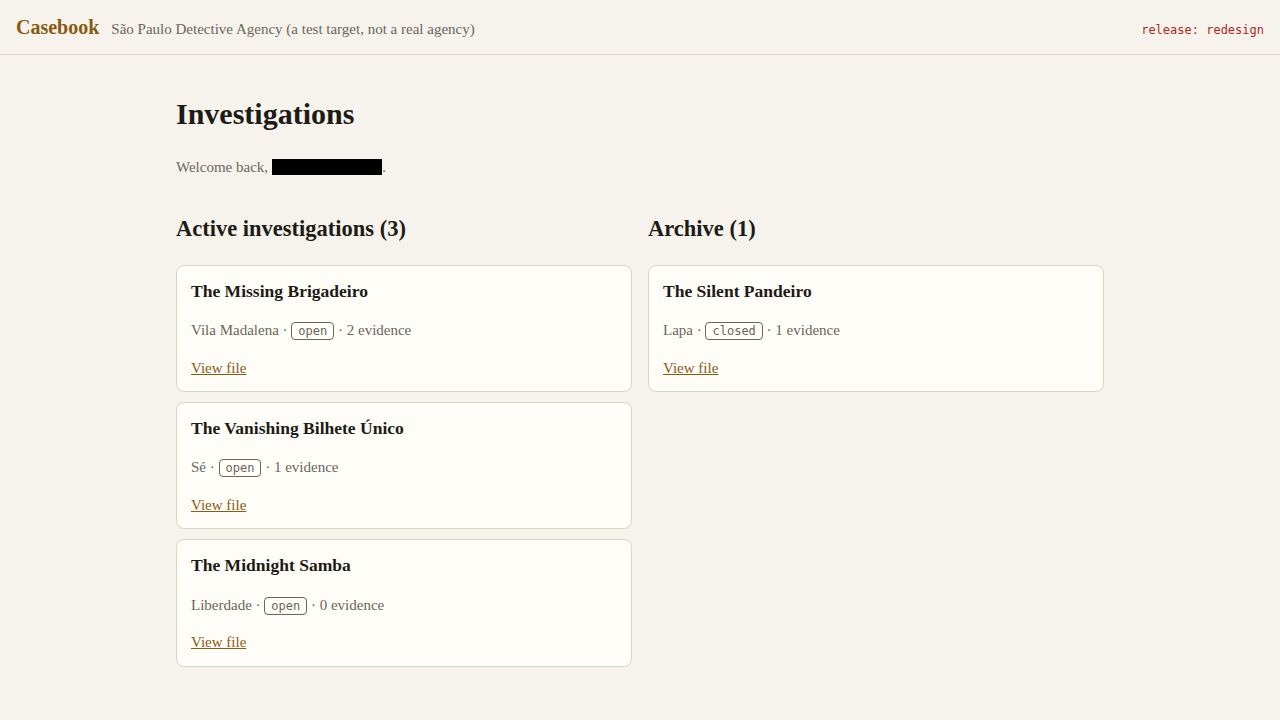 Casebook São Paulo Detective Agency (a test target, not a real agency) release: redesign
Investigations
Welcome back, .
Active investigations (3)
The Missing Brigadeiro
Vila Madalena · open · 2 evidence
View file
The Vanishing Bilhete Único
Sé · open · 1 evidence
View file
The Midnight Samba
Liberdade · open · 0 evidence
View file
Archive (1)
The Silent Pandeiro
Lapa · closed · 1 evidence
View file